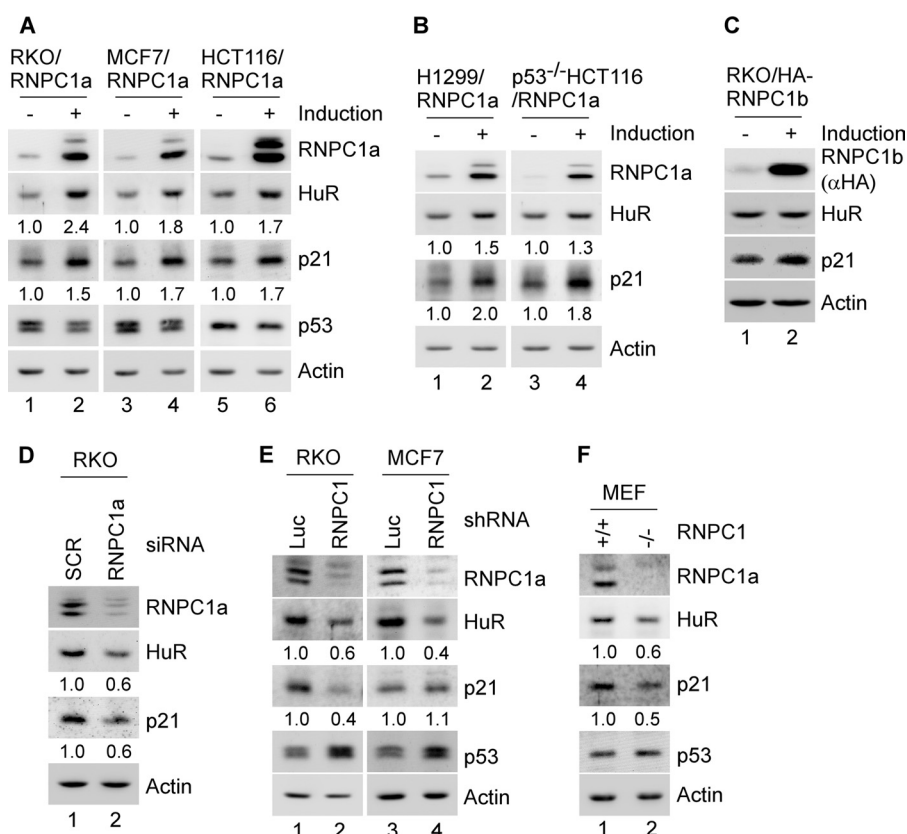 A
RKO/ MCF7/ HCT116/
RNPC1a RNPC1a RNPC1a
- + - + - + Induction
RNPC1a
HuR
1.0 2.4 1.0 1.8 1.0 1.7
p21
1.0 1.5 1.0 1.7 1.0 1.7
p53
Actin
1 2 3 4 5 6
B
H1299/ p53-/-HCT116
RNPC1a /RNPC1a
- + - + Induction
RNPC1a
HuR
1.0 1.5 1.0 1.3
p21
1.0 2.0 1.0 1.8
Actin
1 2 3 4
C
RKO/HA-
RNPC1b
- + Induction
RNPC1b
(αHA)
HuR
p21
Actin
1 2
D
RKO
SCR RNPC1a siRNA
RNPC1a
HuR
1.0 0.6
p21
1.0 0.6
Actin
1 2
E
RKO MCF7
Luc RNPC1 Luc RNPC1 shRNA
RNPC1a
HuR
1.0 0.6 1.0 0.4
p21
1.0 0.4 1.0 1.1
p53
Actin
1 2 3 4
F
MEF
+/+ -/- RNPC1
RNPC1a
HuR
1.0 0.6
p21
1.0 0.5
p53
Actin
1 2